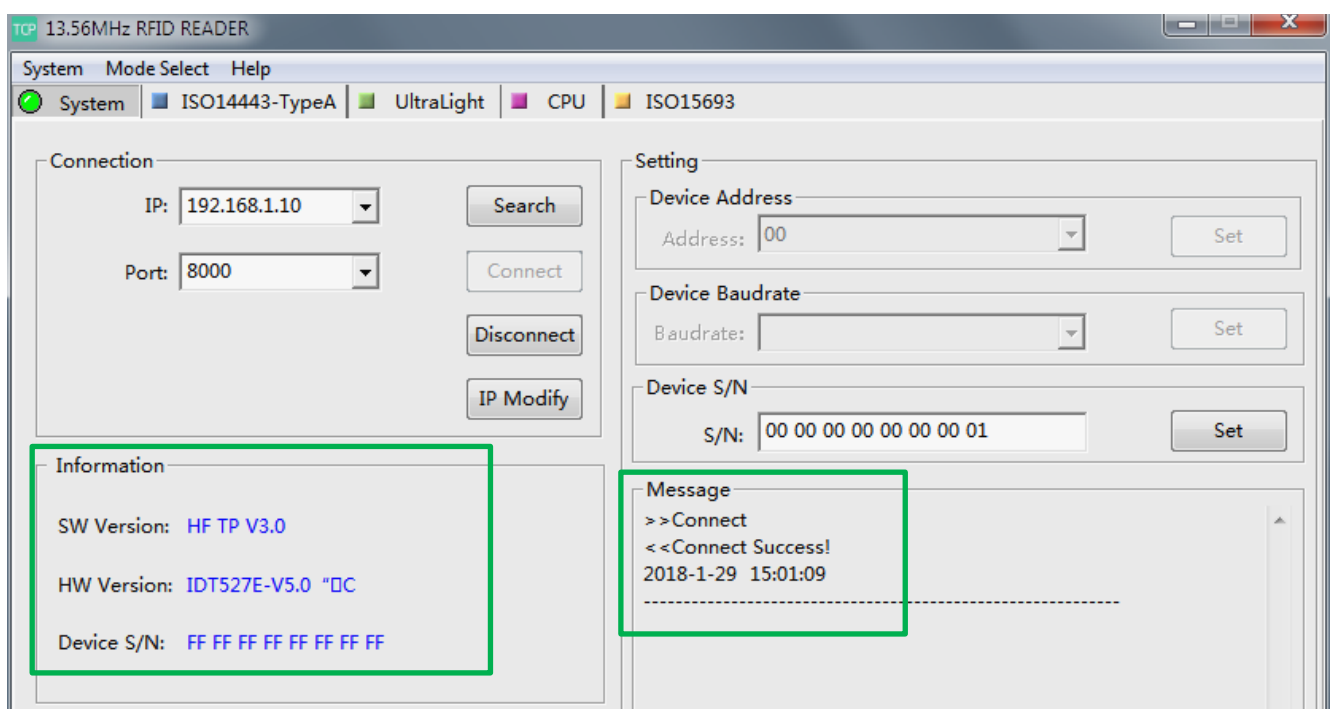 TCP 13.56MHz RFID READER
System Mode Select Help
System ISO14443-TypeA UltraLight CPU ISO15693
Connection
IP: 192.168.1.10 Search
Port: 8000 Connect
Disconnect
IP Modify
Information
SW Version: HF TP V3.0
HW Version: IDT527E-V5.0 “▯C
Device S/N: FF FF FF FF FF FF FF FF
Setting
Device Address
Address: 00 Set
Device Baudrate
Baudrate: Set
Device S/N
S/N: 00 00 00 00 00 00 00 01 Set
Message
>>Connect
<<Connect Success!
2018-1-29 15:01:09
------------------------------------------------------------